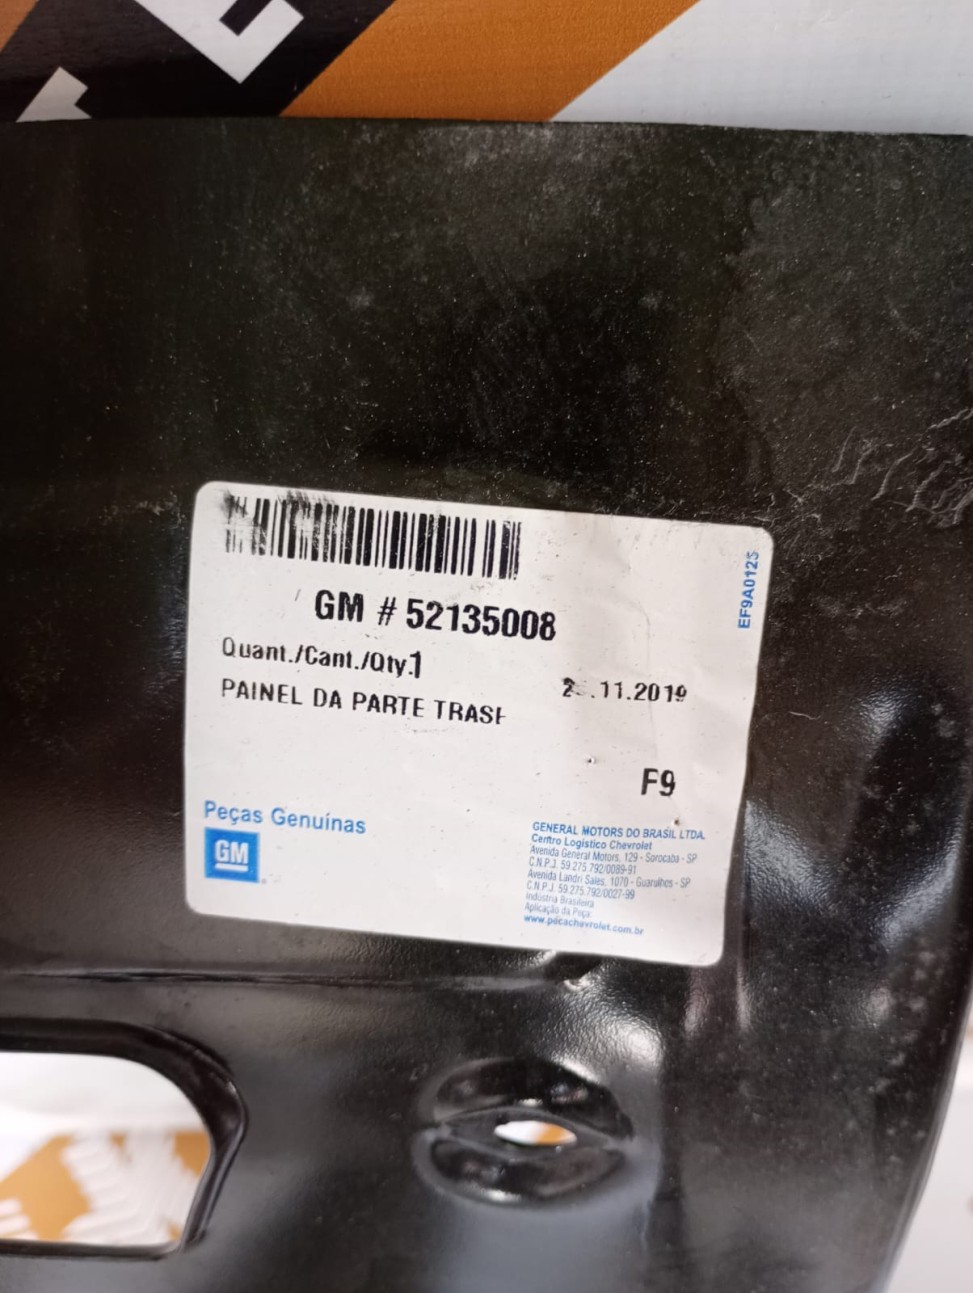 GM # 52135008
Quant./Cant./Qty.1
.11.2019
PAINEL DA PARTE TRASF
F9
Peças Genuínas
GM
EF9A0125
GENERAL MOTORS DO BRASIL LTDA.
Centro Logístico Chevrolet
Avenida General Motors, 129 - Sorocaba - SP
C.N.P.J. 59.275.792/0089-91
Avenida Landri Sales, 1070 - Guarulhos - SP
C.N.P.J. 59.275.792/0027-99
Indústria Brasileira
Aplicação da Peça
www.pecachevrolet.com.br